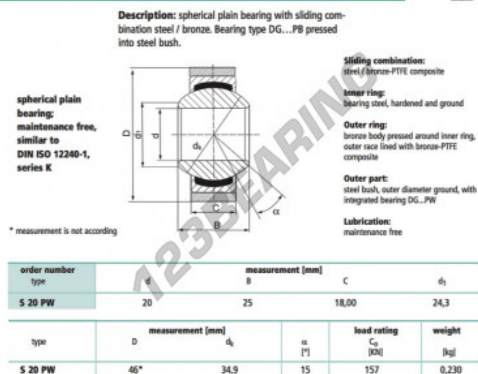 Description: spherical plain bearing with sliding com-
bination steel / bronze. Bearing type DG...PB pressed
into steel bush.
spherical plain
bearing;
maintenance free,
similar to
DIN ISO 12240-1,
series K
* measurement is not according
D
d₁
d
dₖ
C
B
α
Sliding combination:
steel / bronze-PTFE composite
Inner ring:
bearing steel, hardened and ground
Outer ring:
bronze body pressed around inner ring,
outer race lined with bronze-PTFE
composite
Outer part:
steel bush, outer diameter ground, with
integrated bearing DG...PW
Lubrication:
maintenance free
123BEARING
order number measurement [mm]
type d B C d₁
S 20 PW 20 25 18,00 24,3
measurement [mm] load rating weight
type D dₖ α C₀
[°] [KN] [kg]
S 20 PW 46* 34,9 15 157 0,230